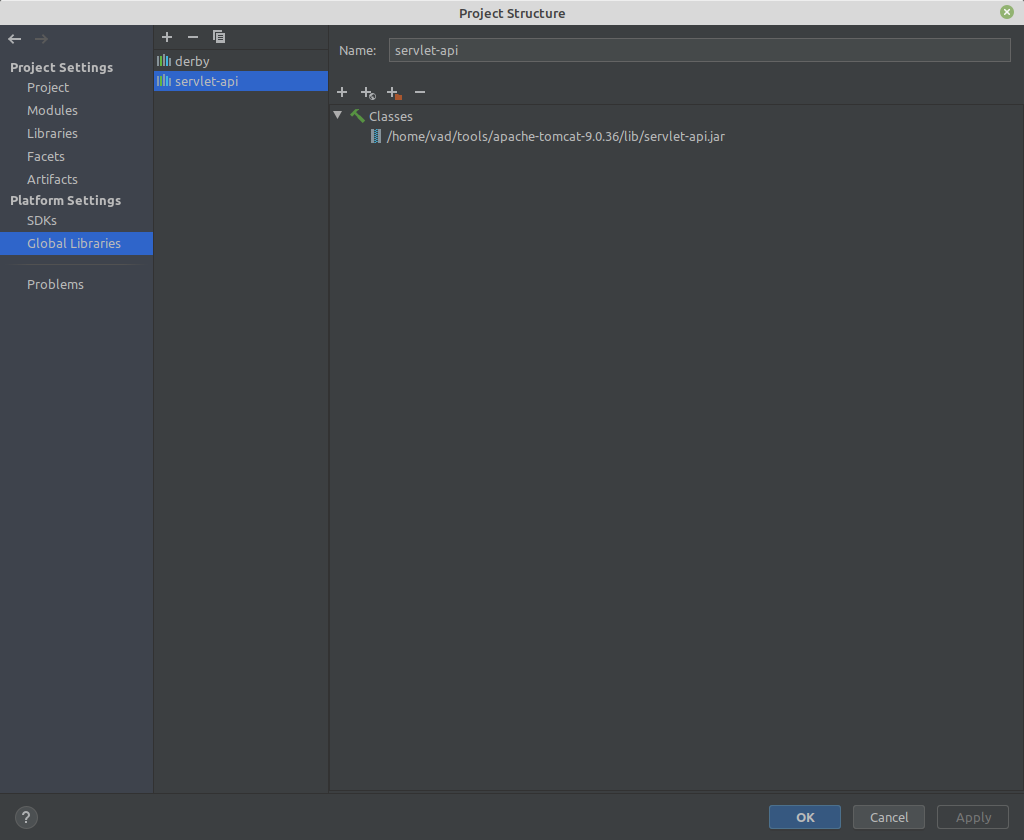 Project Structure
Project Settings
Project
Modules
Libraries
Facets
Artifacts
Platform Settings
SDKs
Global Libraries
Problems
derby
servlet-api
Name: servlet-api
Classes
/home/vad/tools/apache-tomcat-9.0.36/lib/servlet-api.jar
?
OK Cancel Apply